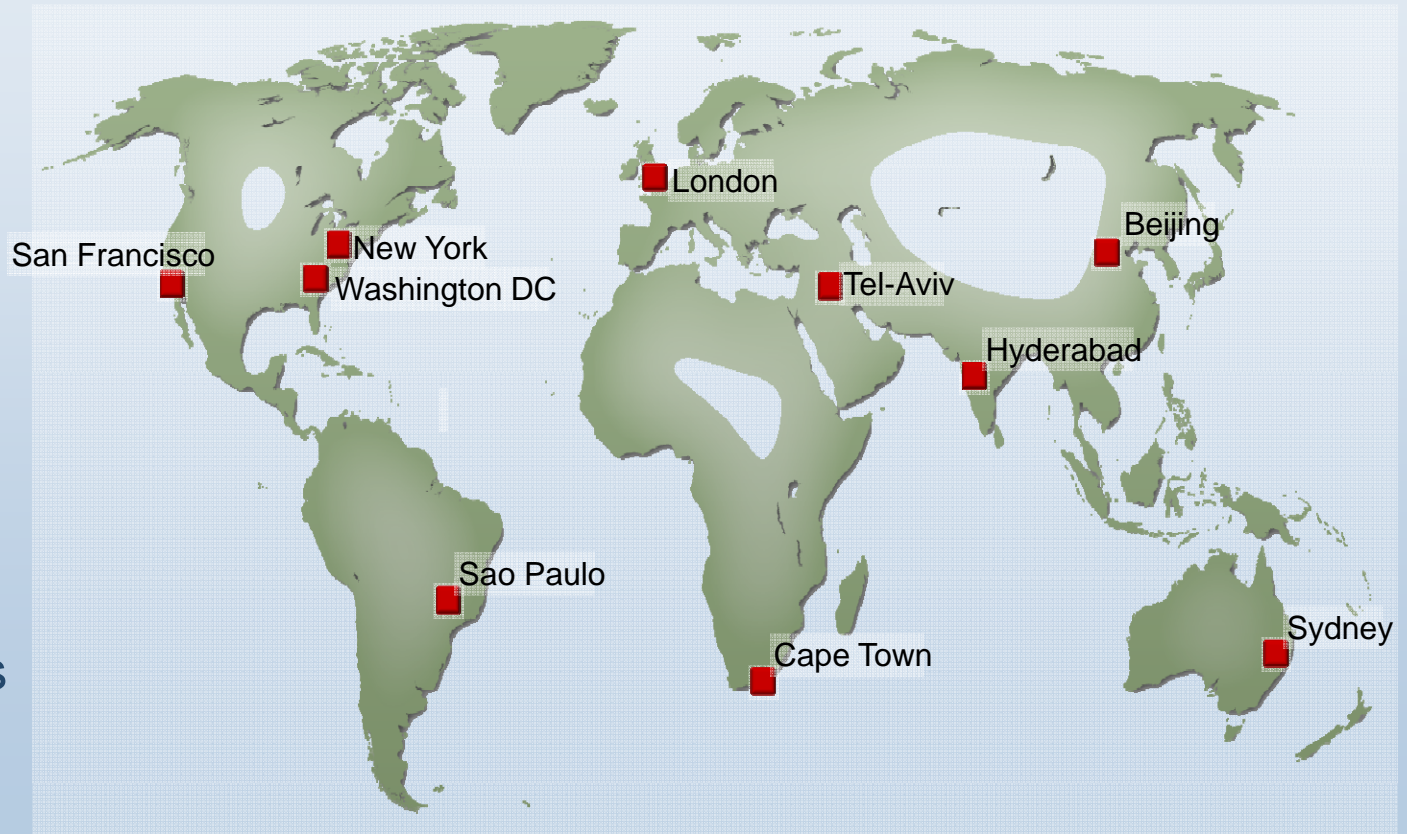 London
Beijing
San Francisco
New York
Washington DC
Tel-Aviv
Hyderabad
Sao Paulo
Cape Town
Sydney
s